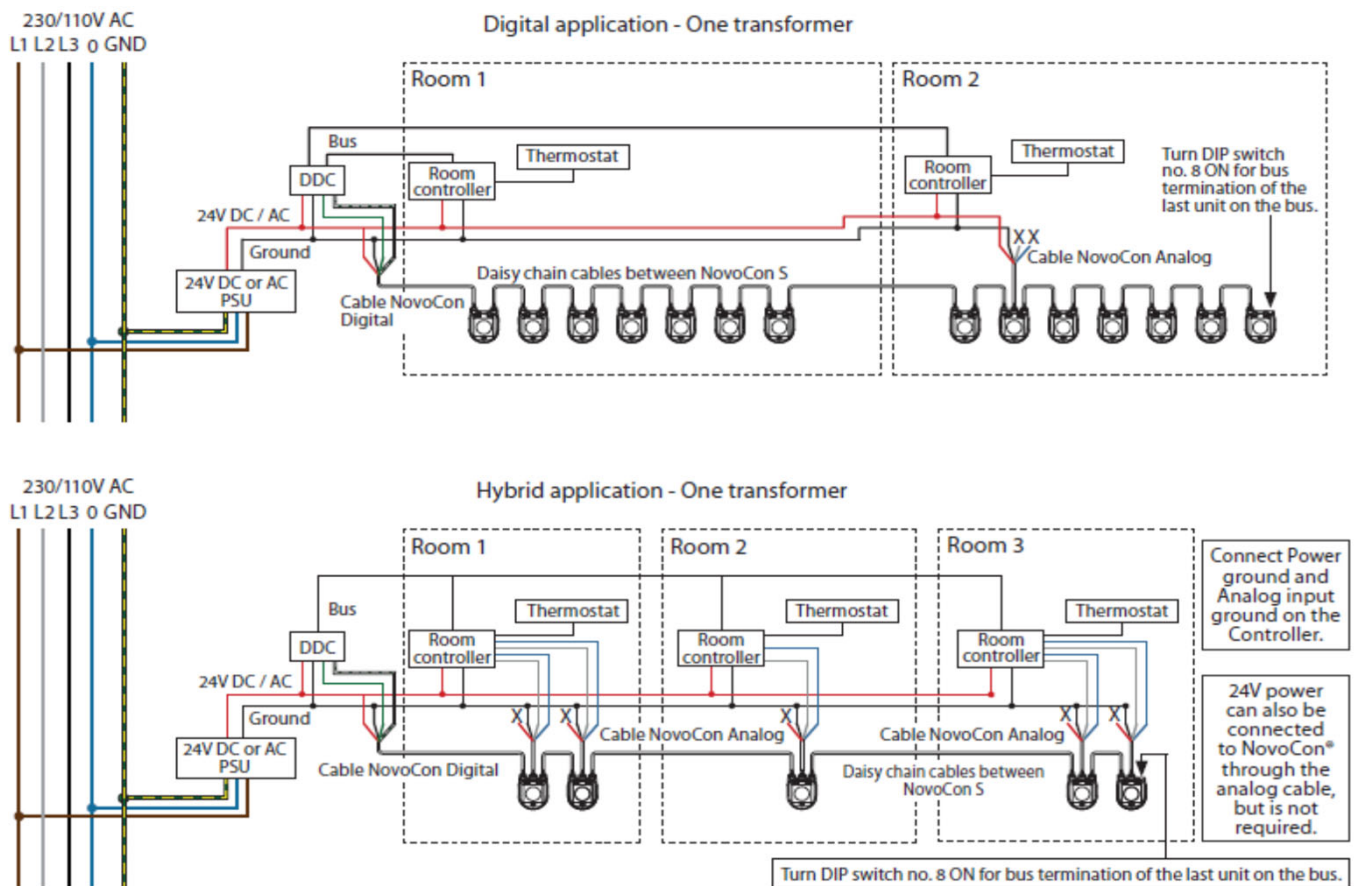 230/110V AC
L1 L2 L3 0 GND
Digital application - One transformer
Room 1
Room 2
Bus
DDC
Room
controller
Thermostat
Room
controller
Thermostat
Turn DIP switch
no. 8 ON for bus
termination of the
last unit on the bus.
24V DC / AC
Ground
24V DC or AC
PSU
Cable NovoCon
Digital
Daisy chain cables between NovoCon S
X X
Cable NovoCon Analog
230/110V AC
L1 L2 L3 0 GND
Hybrid application - One transformer
Room 1
Room 2
Room 3
Bus
DDC
Room
controller
Thermostat
Room
controller
Thermostat
Room
controller
Thermostat
Connect Power
ground and
Analog input
ground on the
Controller.
24V DC / AC
Ground
24V DC or AC
PSU
Cable NovoCon Digital
X X
Cable NovoCon Analog
X
Cable NovoCon Analog
X X
Daisy chain cables between
NovoCon S
24V power
can also be
connected
to NovoCon®
through the
analog cable,
but is not
required.
Turn DIP switch no. 8 ON for bus termination of the last unit on the bus.